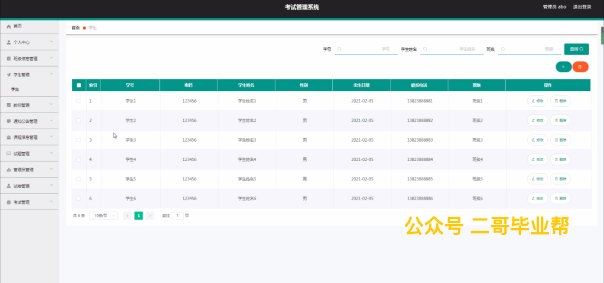 考试管理系统
管理员 abo 退出登录
首页
个人中心
班级信息管理
学生管理
学生
教师管理
通知公告管理
课程信息管理
试题管理
管理员管理
试卷管理
考试管理
首页 学生
学号 学号 学生姓名 学生姓名 班级 班级 查询
索引 学号 密码 学生姓名 性别 出生日期 联系电话 班级 操作
1 学生1 123456 学生姓名1 男 2021-02-05 13823888881 班级1 修改 删除
2 学生2 123456 学生姓名2 男 2021-02-05 13823888882 班级2 修改 删除
3 学生3 123456 学生姓名3 男 2021-02-05 13823888883 班级3 修改 删除
4 学生4 123456 学生姓名4 男 2021-02-05 13823888884 班级4 修改 删除
5 学生5 123456 学生姓名5 男 2021-02-05 13823888885 班级5 修改 删除
6 学生6 123456 学生姓名6 男 2021-02-05 13823888886 班级6 修改 删除
共 6 条 10条/页 1 前往 1 页
公众号 二哥毕业帮